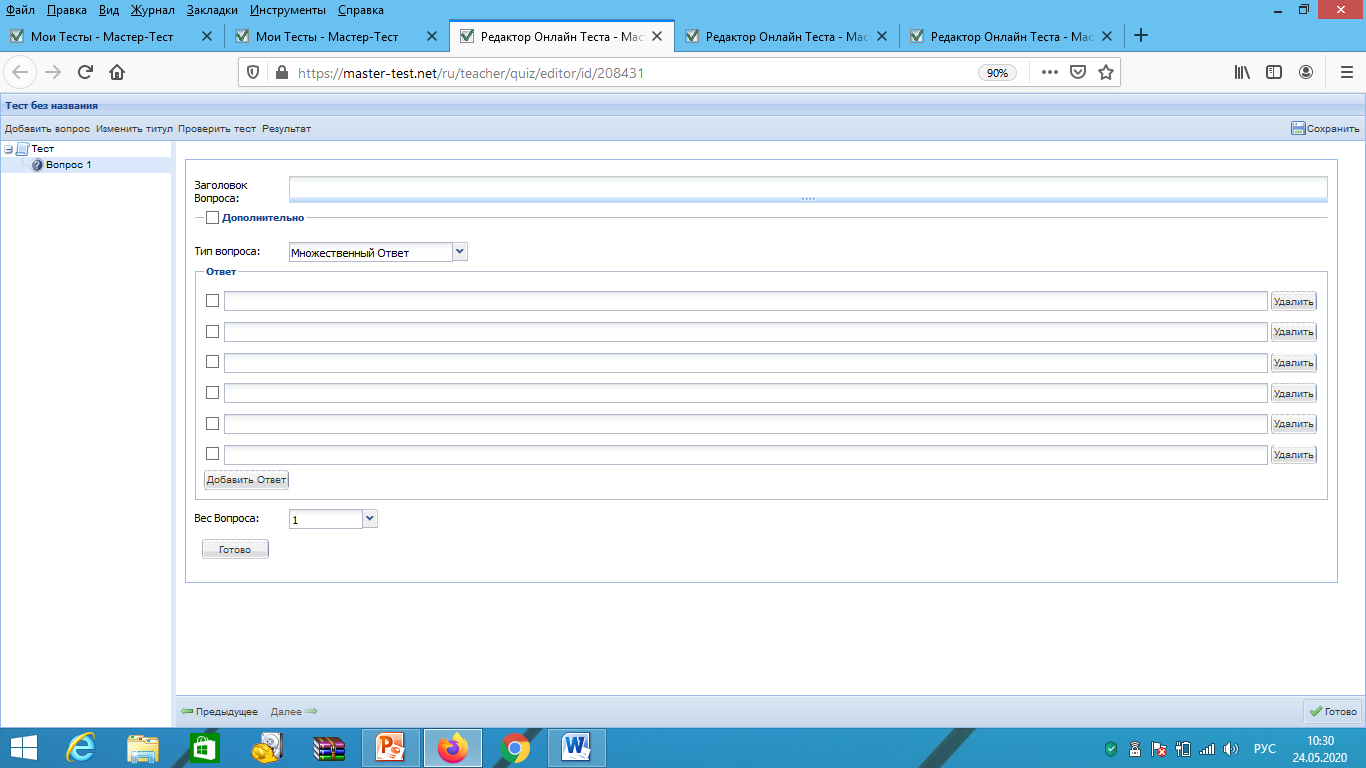 Файл Правка Вид Журнал Закладки Инструменты Справка
Мои Тесты - Мастер-Тест Мои Тесты - Мастер-Тест Редактор Онлайн Теста - Мас Редактор Онлайн Теста - Мас Редактор Онлайн Теста - Мас
https://master-test.net/ru/teacher/quiz/editor/id/208431 90%
Тест без названия
Добавить вопрос Изменить титул Проверить тест Результат Сохранить
Тест
Вопрос 1
Заголовок
Вопроса:
Дополнительно
Тип вопроса: Множественный Ответ
Ответ
Удалить
Удалить
Удалить
Удалить
Удалить
Удалить
Добавить Ответ
Вес Вопроса: 1
Готово
Предыдущее Далее Готово
РУС 10:30
24.05.2020